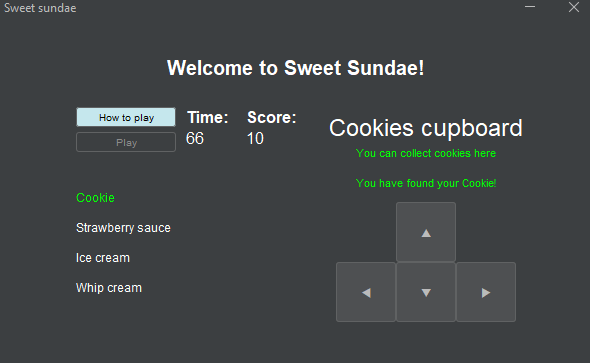 Sweet sundae
Welcome to Sweet Sundae!
How to play
Play
Time:
66
Score:
10
Cookie
Strawberry sauce
Ice cream
Whip cream
Cookies cupboard
You can collect cookies here
You have found your Cookie!